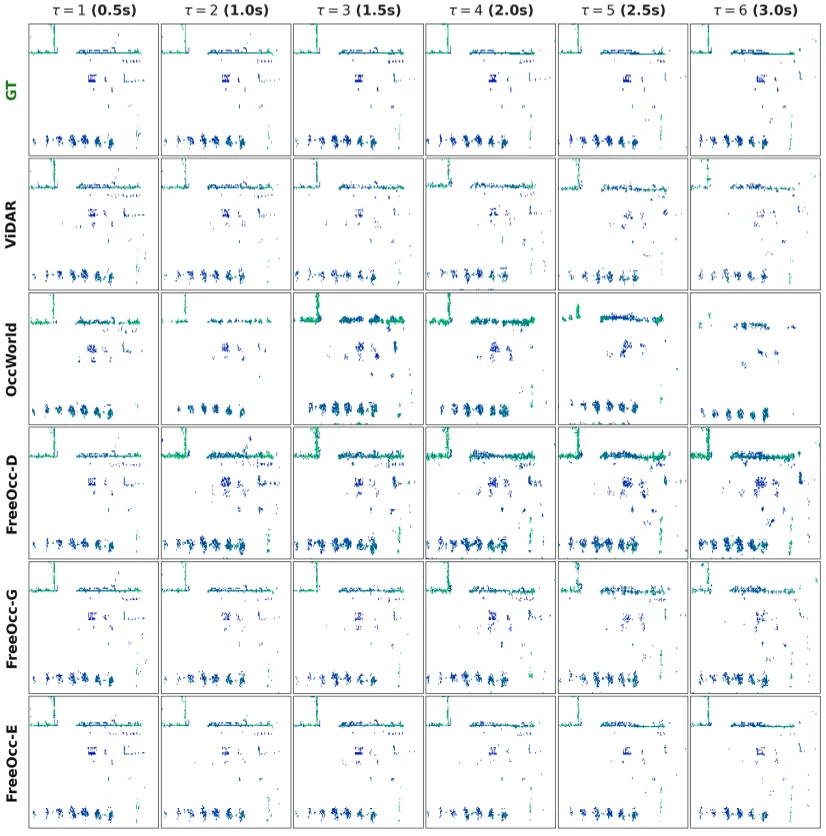 τ = 1 (0.5s) τ = 2 (1.0s) τ = 3 (1.5s) τ = 4 (2.0s) τ = 5 (2.5s) τ = 6 (3.0s)
GT
ViDAR
OccWorld
FreeOcc-D
FreeOcc-G
FreeOcc-E